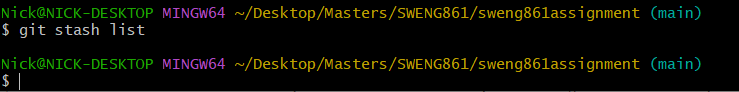 Nick@NICK-DESKTOP MINGW64 ~/Desktop/Masters/SWENG861/sweng861assignment (main)
$ git stash list
Nick@NICK-DESKTOP MINGW64 ~/Desktop/Masters/SWENG861/sweng861assignment (main)
$